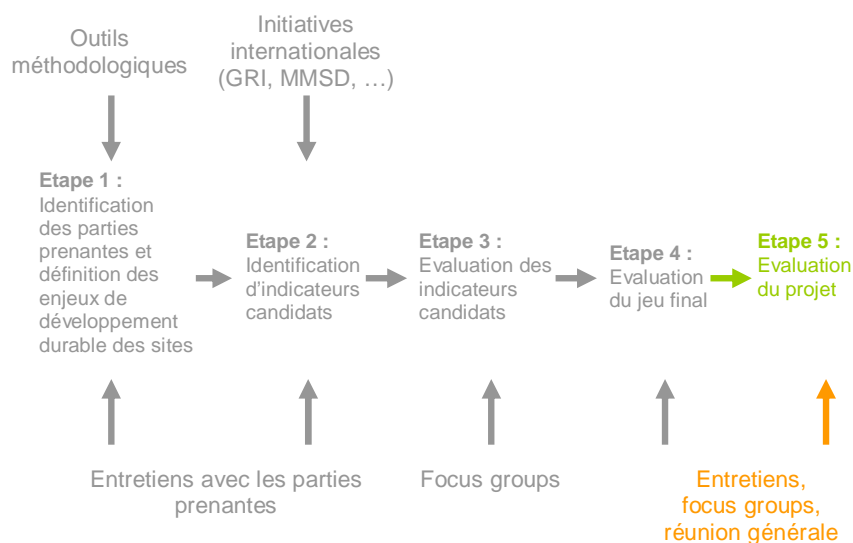 Outils
méthodologiques
Initiatives
internationales
(GRI, MMSD, …)
Etape 1 :
Identification
des parties
prenantes et
définition des
enjeux de
développement
durable des sites
Etape 2 :
Identification
d'indicateurs
candidats
Etape 3 :
Evaluation des
indicateurs
candidats
Etape 4 :
Evaluation
du jeu final
Etape 5 :
Evaluation
du projet
Entretiens avec les parties
prenantes
Focus groups
Entretiens,
focus groups,
réunion générale